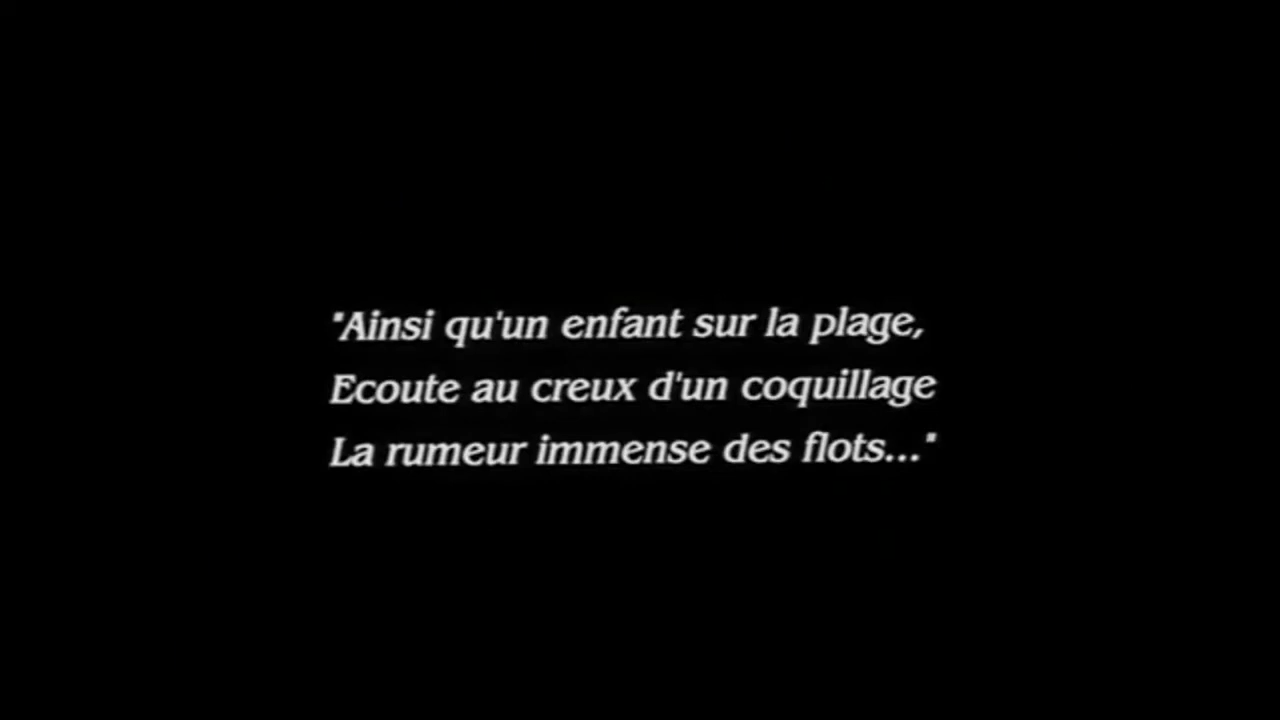 "Ainsi qu'un enfant sur la plage,
Ecoute au creux d'un coquillage
La rumeur immense des flots..."